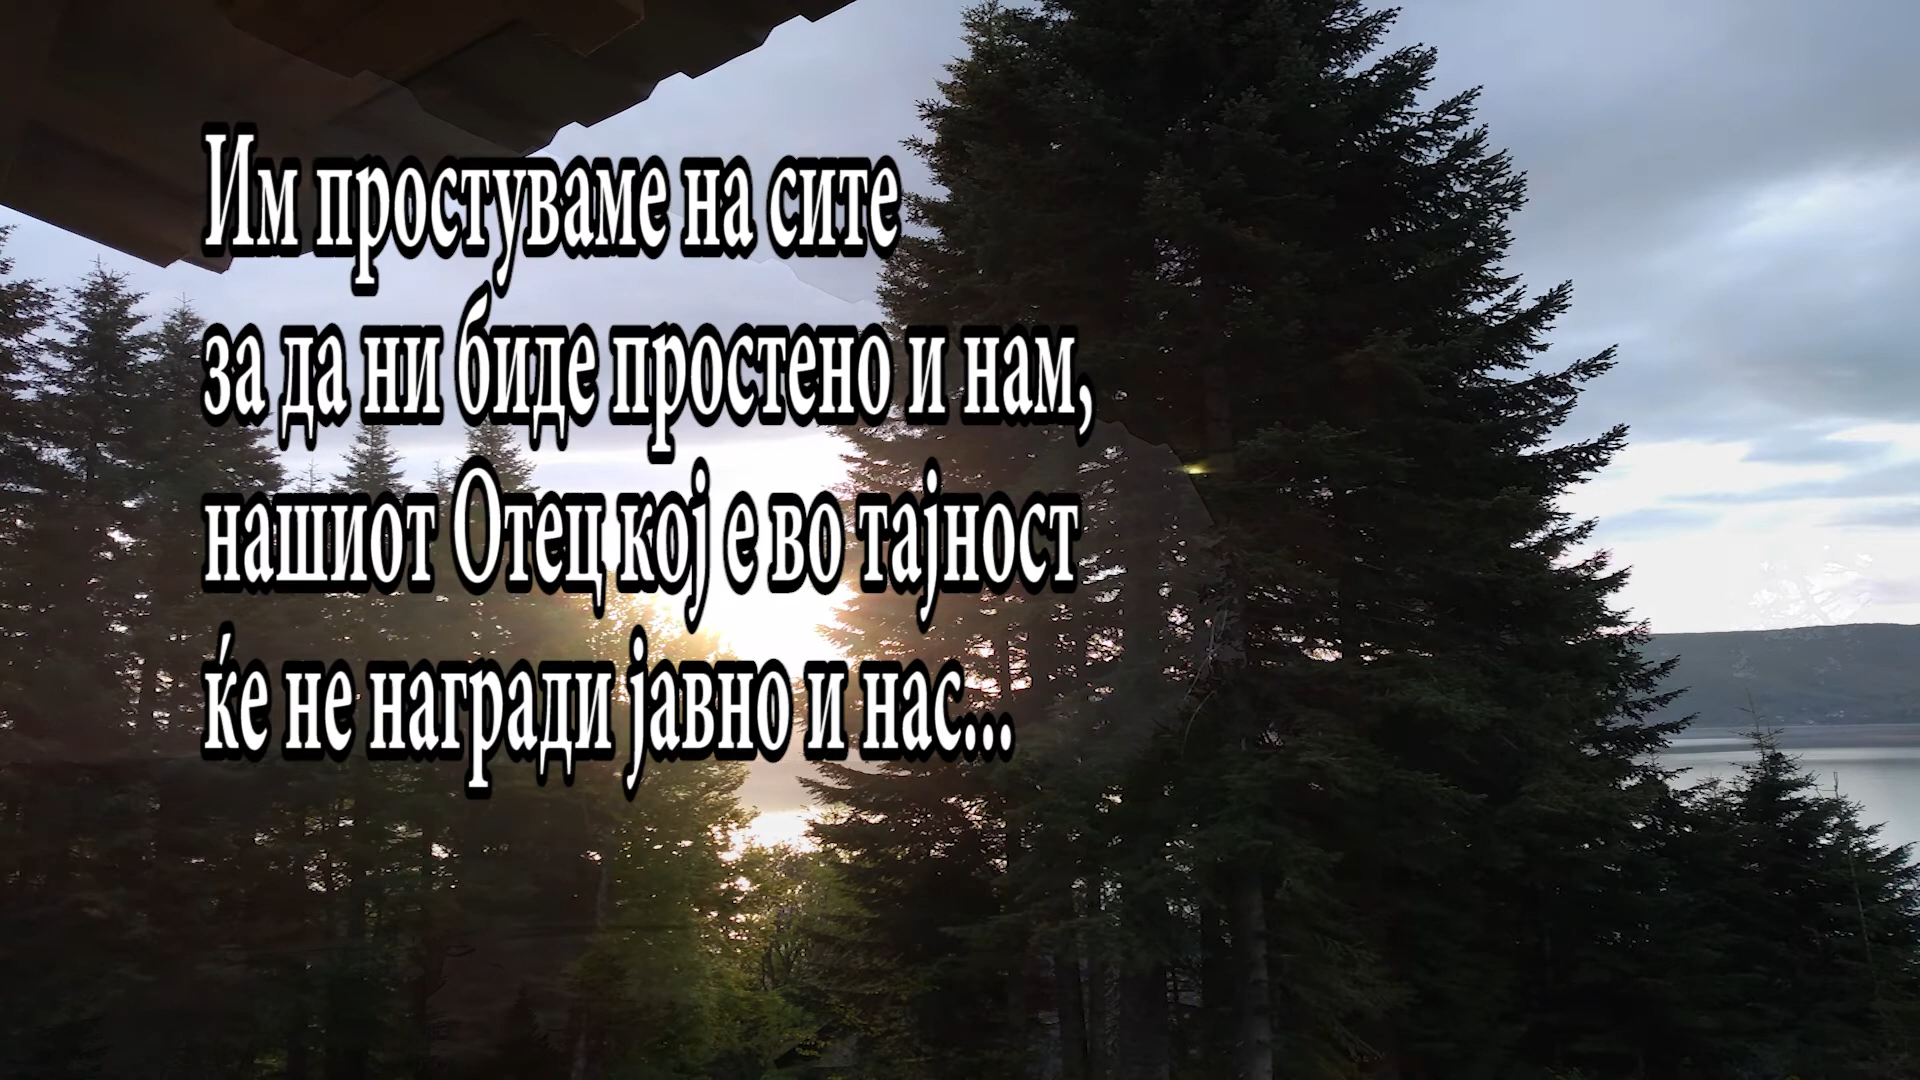 Им простуваме на сите
за да ни биде простено и нам,
нашиот Отец кој е во тајност
ќе не награди јавно и нас...